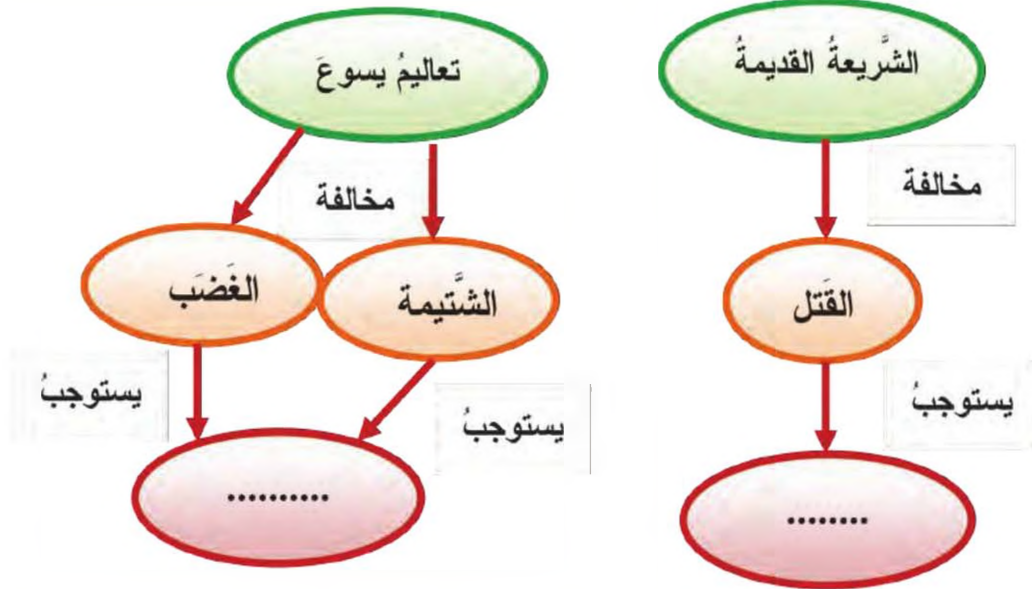 الشَّريعةُ القديمةُ
مخالفة
القَتل
يستوجبُ
........
تعاليمُ يسوعَ
مخالفة
الشَّتيمة
الغَضَب
يستوجبُ
يستوجبُ
..........